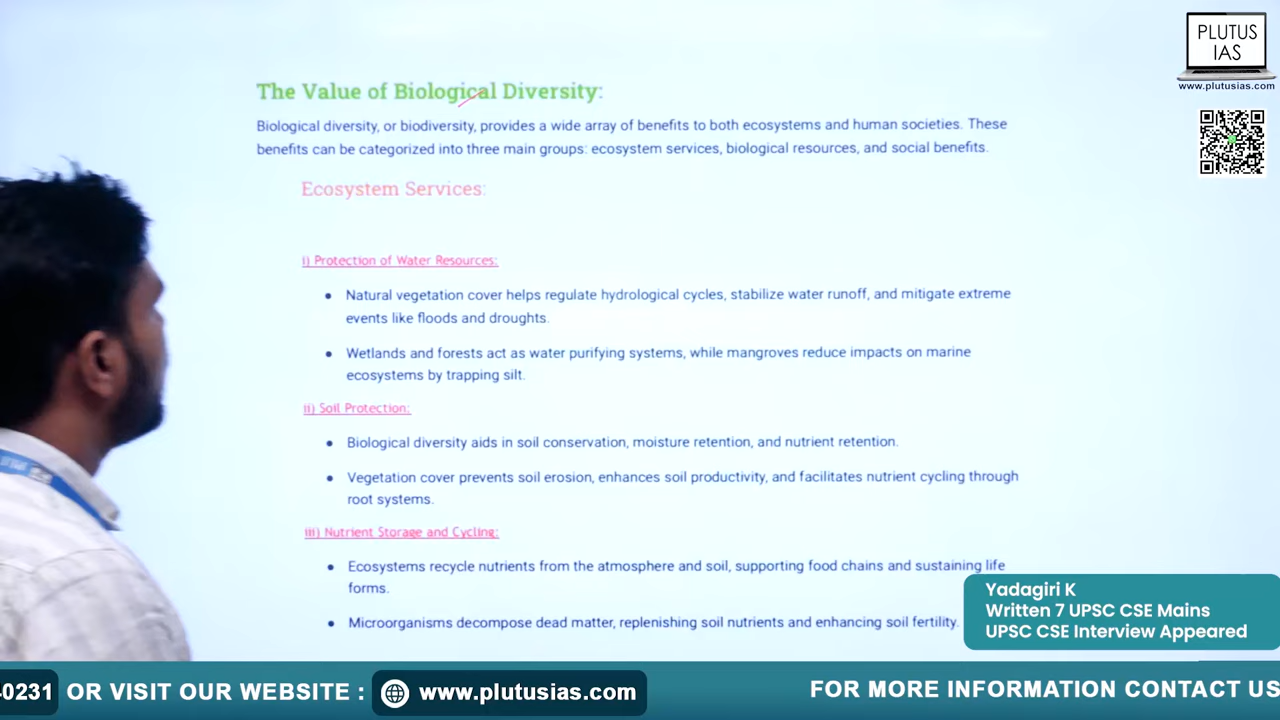 PLUTUS
IAS
www.plutusias.com
The Value of Biological Diversity:
Biological diversity, or biodiversity, provides a wide array of benefits to both ecosystems and human societies. These
benefits can be categorized into three main groups: ecosystem services, biological resources, and social benefits.
Ecosystem Services:
i) Protection of Water Resources:
● Natural vegetation cover helps regulate hydrological cycles, stabilize water runoff, and mitigate extreme
events like floods and droughts.
● Wetlands and forests act as water purifying systems, while mangroves reduce impacts on marine
ecosystems by trapping silt.
ii) Soil Protection:
● Biological diversity aids in soil conservation, moisture retention, and nutrient retention.
● Vegetation cover prevents soil erosion, enhances soil productivity, and facilitates nutrient cycling through
root systems.
iii) Nutrient Storage and Cycling:
● Ecosystems recycle nutrients from the atmosphere and soil, supporting food chains and sustaining life
forms.
● Microorganisms decompose dead matter, replenishing soil nutrients and enhancing soil fertility.
Yadagiri K
Written 7 UPSC CSE Mains
UPSC CSE Interview Appeared
-0231 OR VISIT OUR WEBSITE : www.plutusias.com FOR MORE INFORMATION CONTACT US